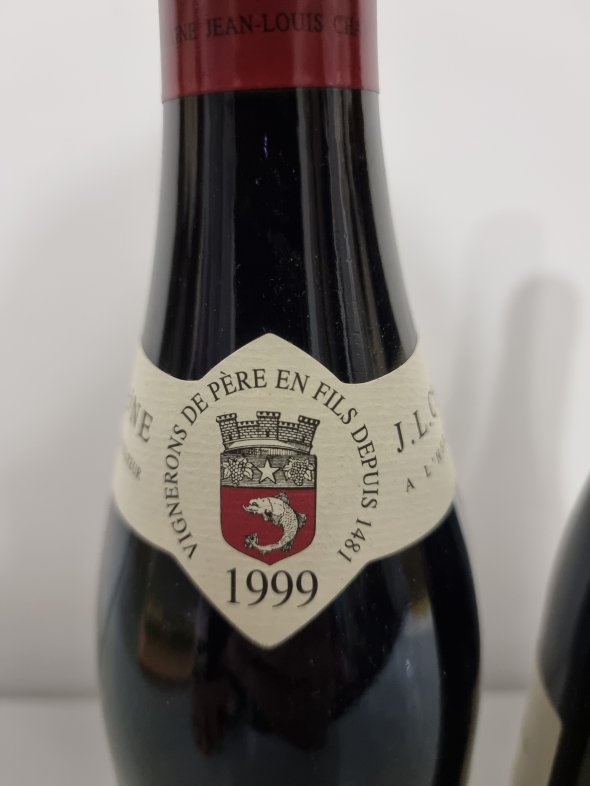 JEAN-LOUIS
VIGNERONS DE PÈRE EN FILS DEPUIS 1481
J.L.
A
1999